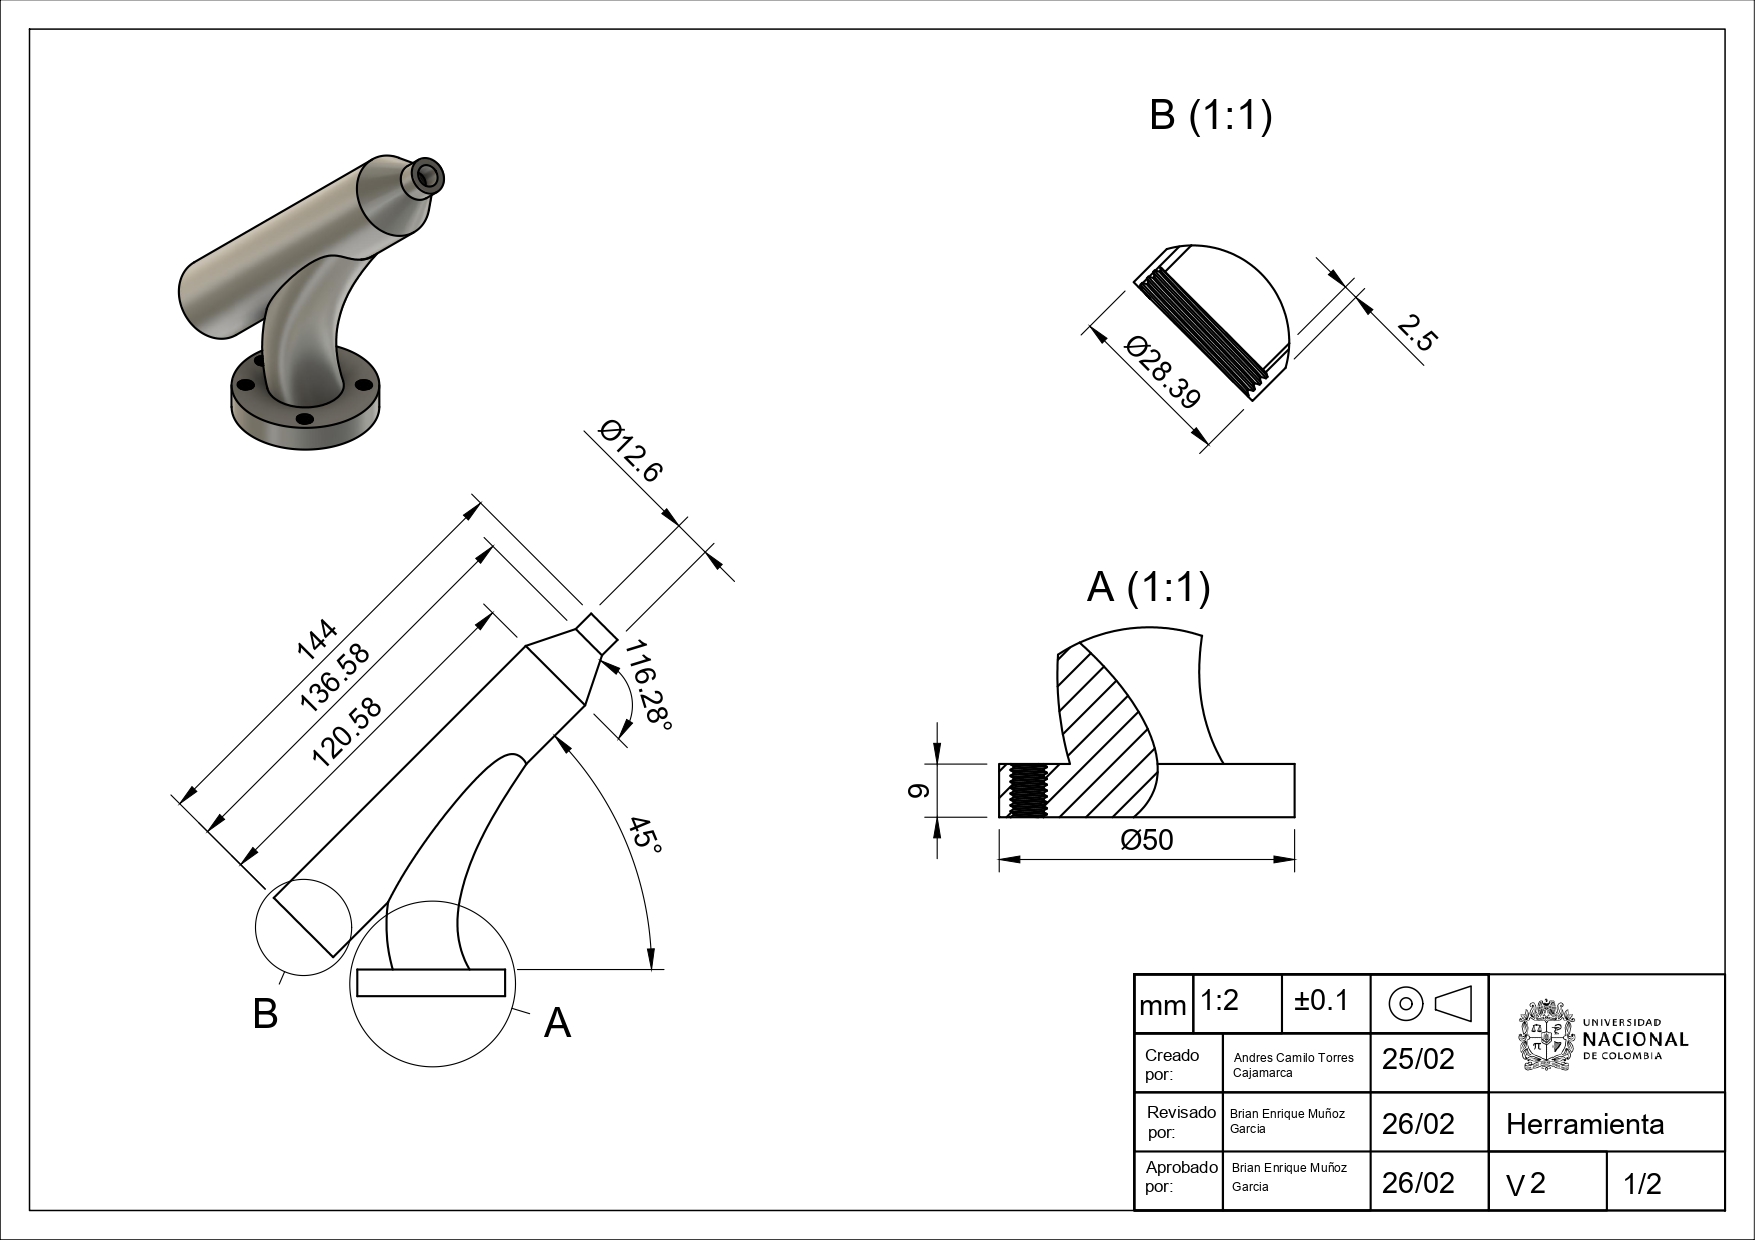 B (1:1)
2.5
Ø28.39
Ø12.6
144
136.58
120.58
116.28°
45°
B
A
A (1:1)
9
Ø50
mm
1:2
±0.1
Creado
por:
Andres Camilo Torres
Cajamarca
25/02
UNIVERSIDAD
NACIONAL
DE COLOMBIA
Revisado
por:
Brian Enrique Muñoz
Garcia
26/02
Herramienta
Aprobado
por:
Brian Enrique Muñoz
Garcia
26/02
V 2
1/2